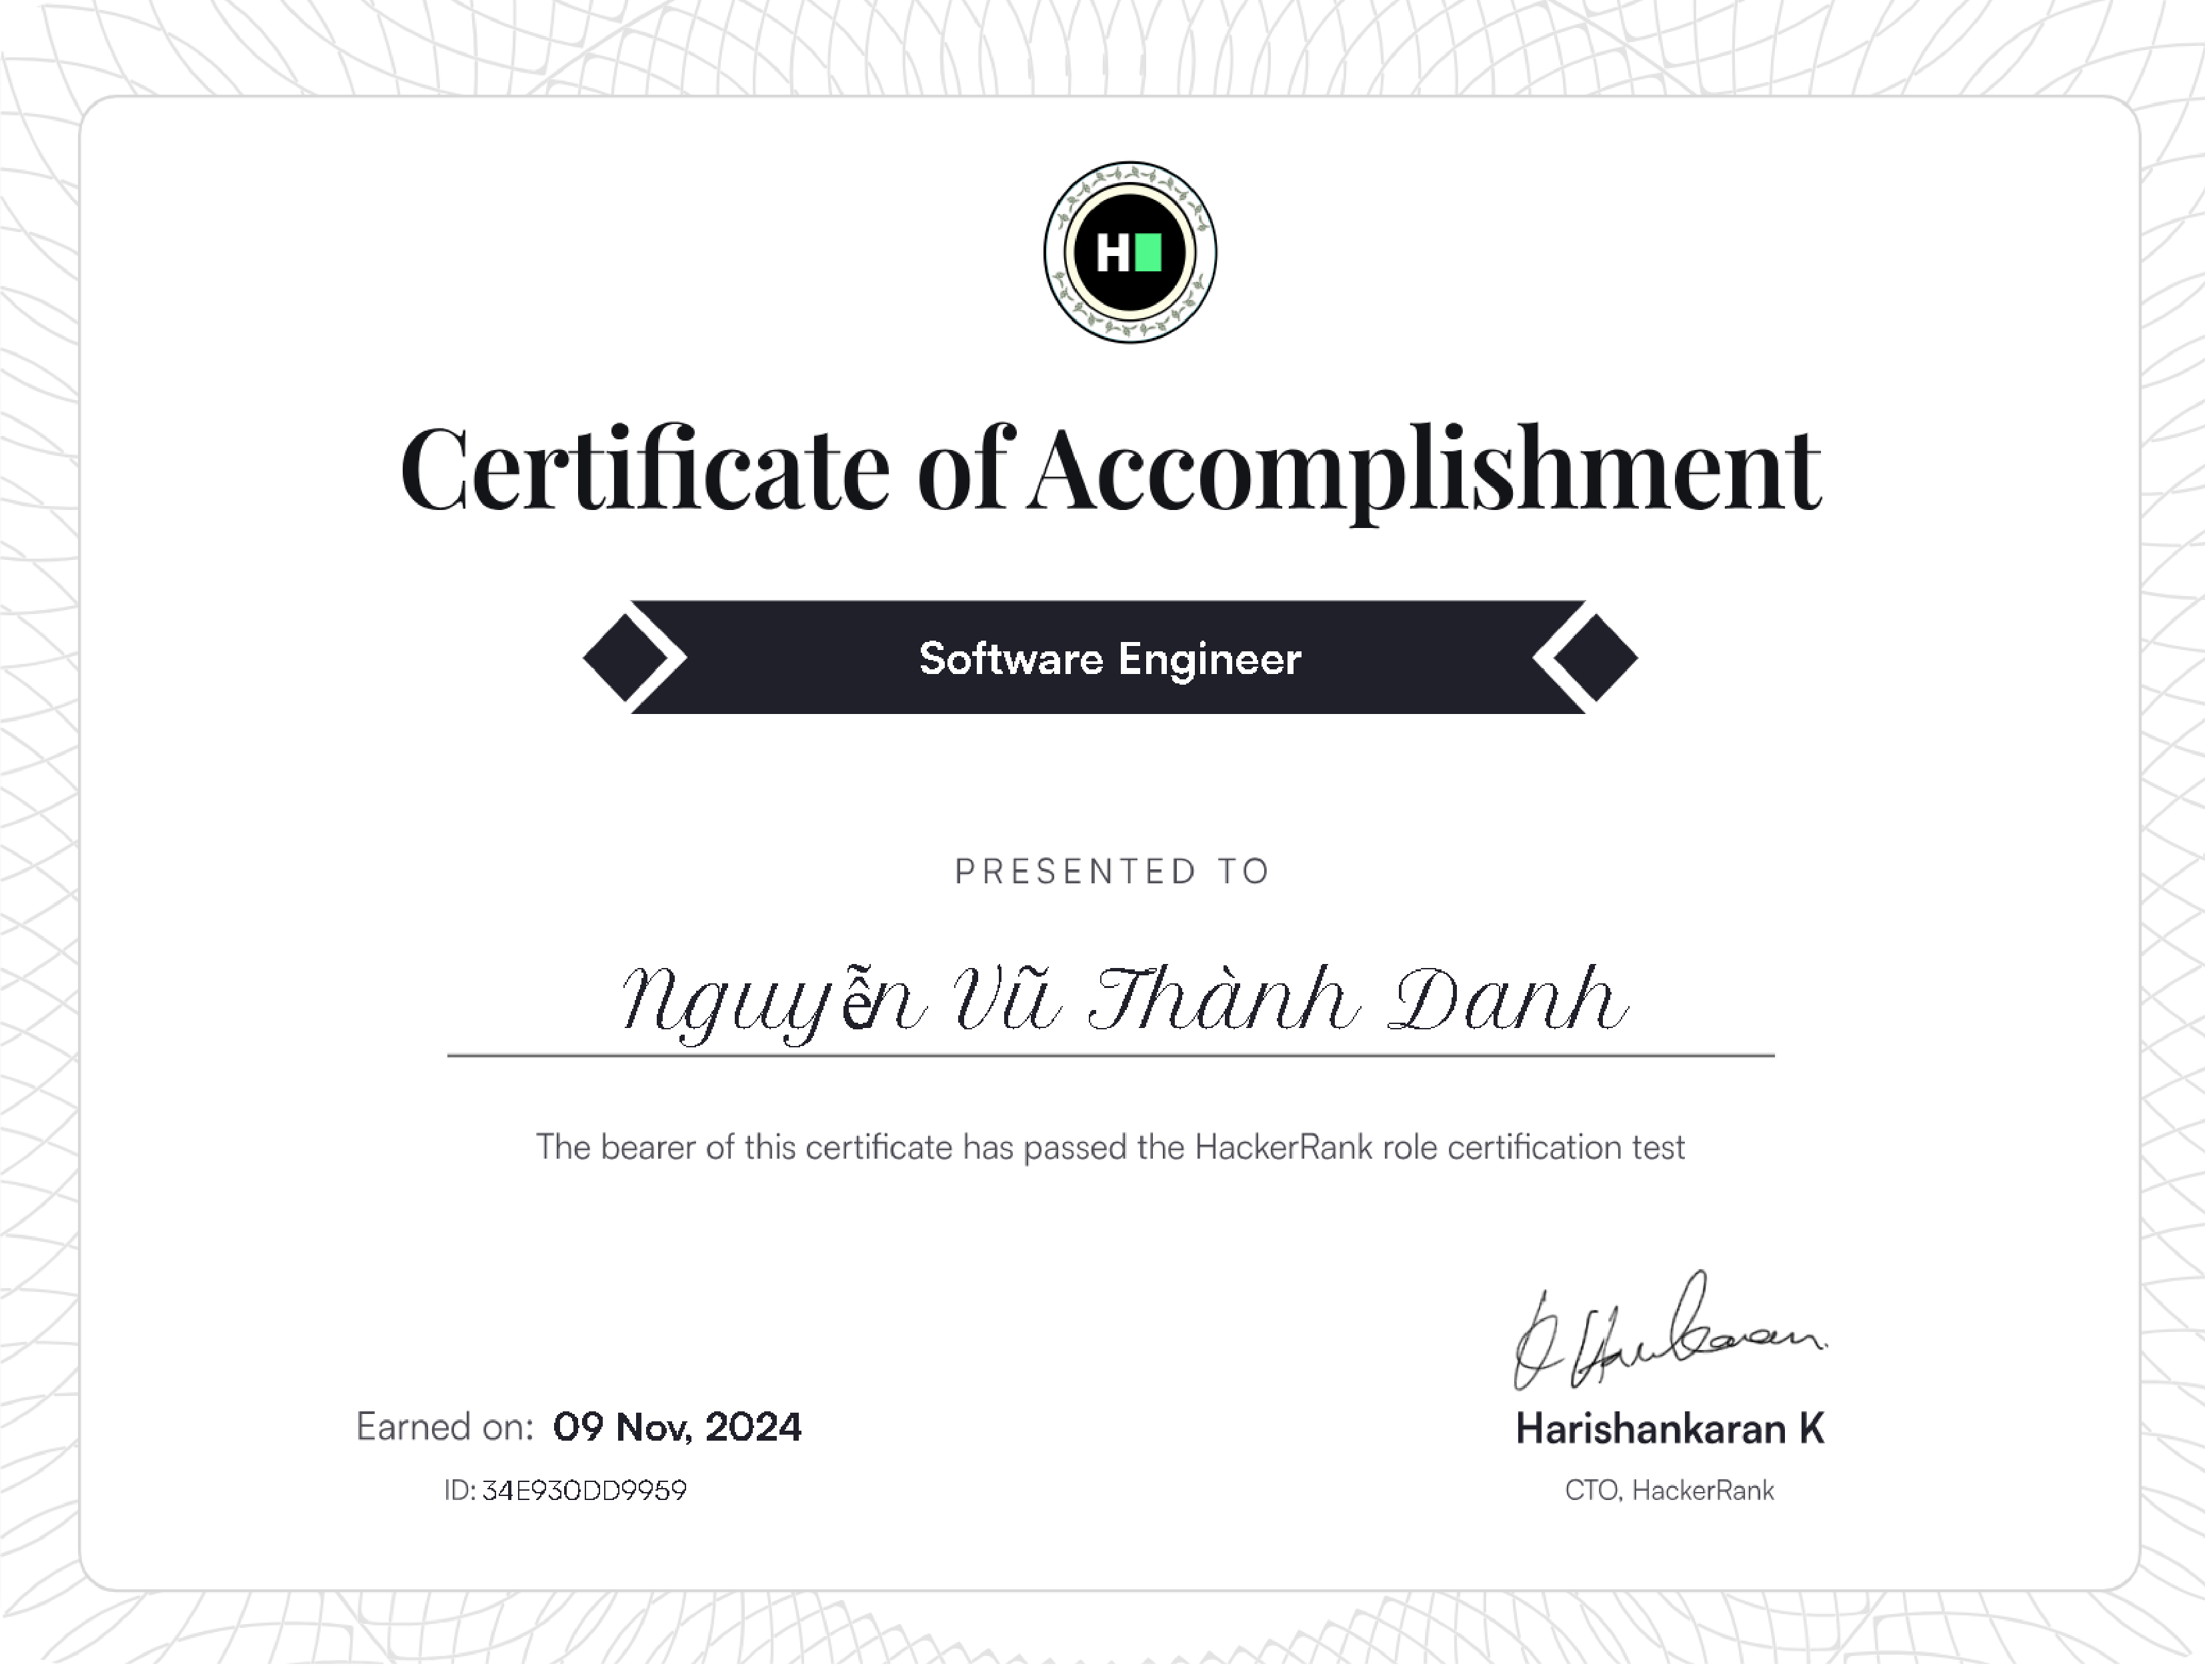 H
Certificate of Accomplishment
Software Engineer
PRESENTED TO
Nguyễn Vũ Thành Danh
The bearer of this certificate has passed the HackerRank role certification test
Earned on: 09 Nov, 2024
ID: 34E930DD9959
Harishankaran K
CTO, HackerRank